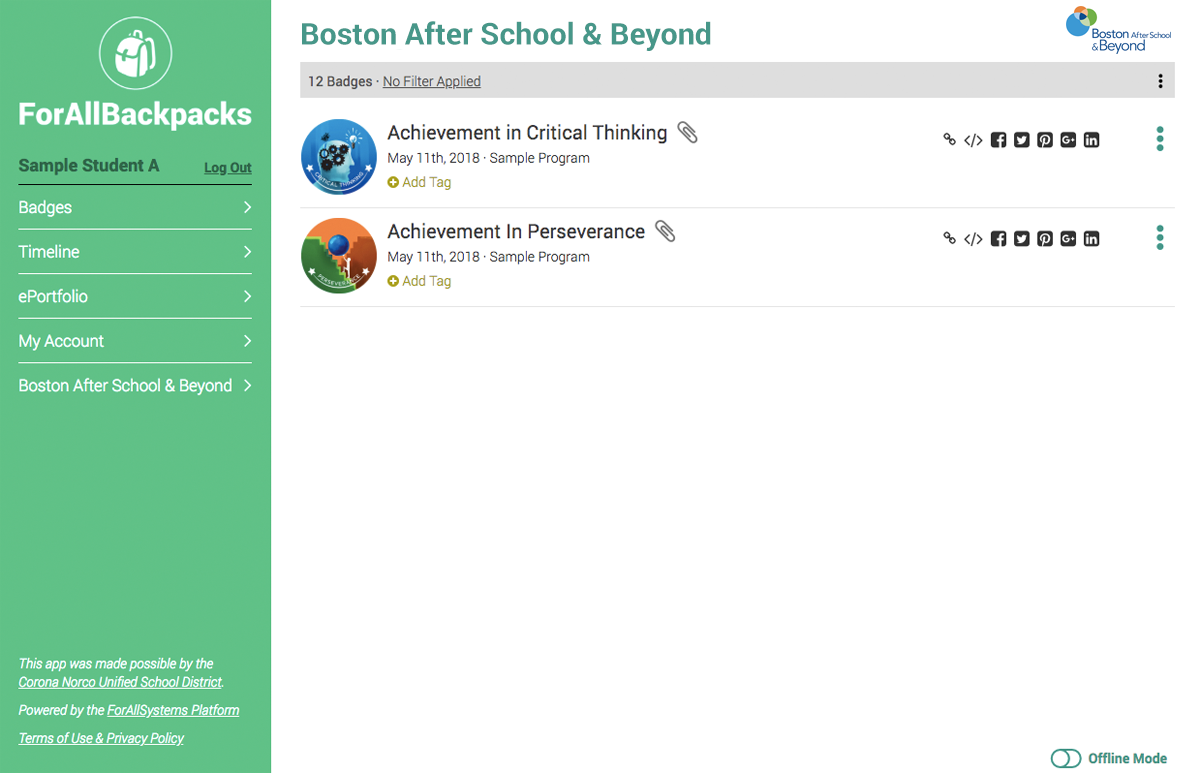 ForAllBackpacks
Sample Student A Log Out
Badges
Timeline
ePortfolio
My Account
Boston After School & Beyond
This app was made possible by the
Corona Norco Unified School District.
Powered by the ForAllSystems Platform
Terms of Use & Privacy Policy
Boston After School & Beyond
Boston After School
& Beyond
12 Badges · No Filter Applied
CRITICAL THINKING
Achievement in Critical Thinking
May 11th, 2018 · Sample Program
Add Tag
</>
PERSEVERANCE
Achievement In Perseverance
May 11th, 2018 · Sample Program
Add Tag
</>
Offline Mode